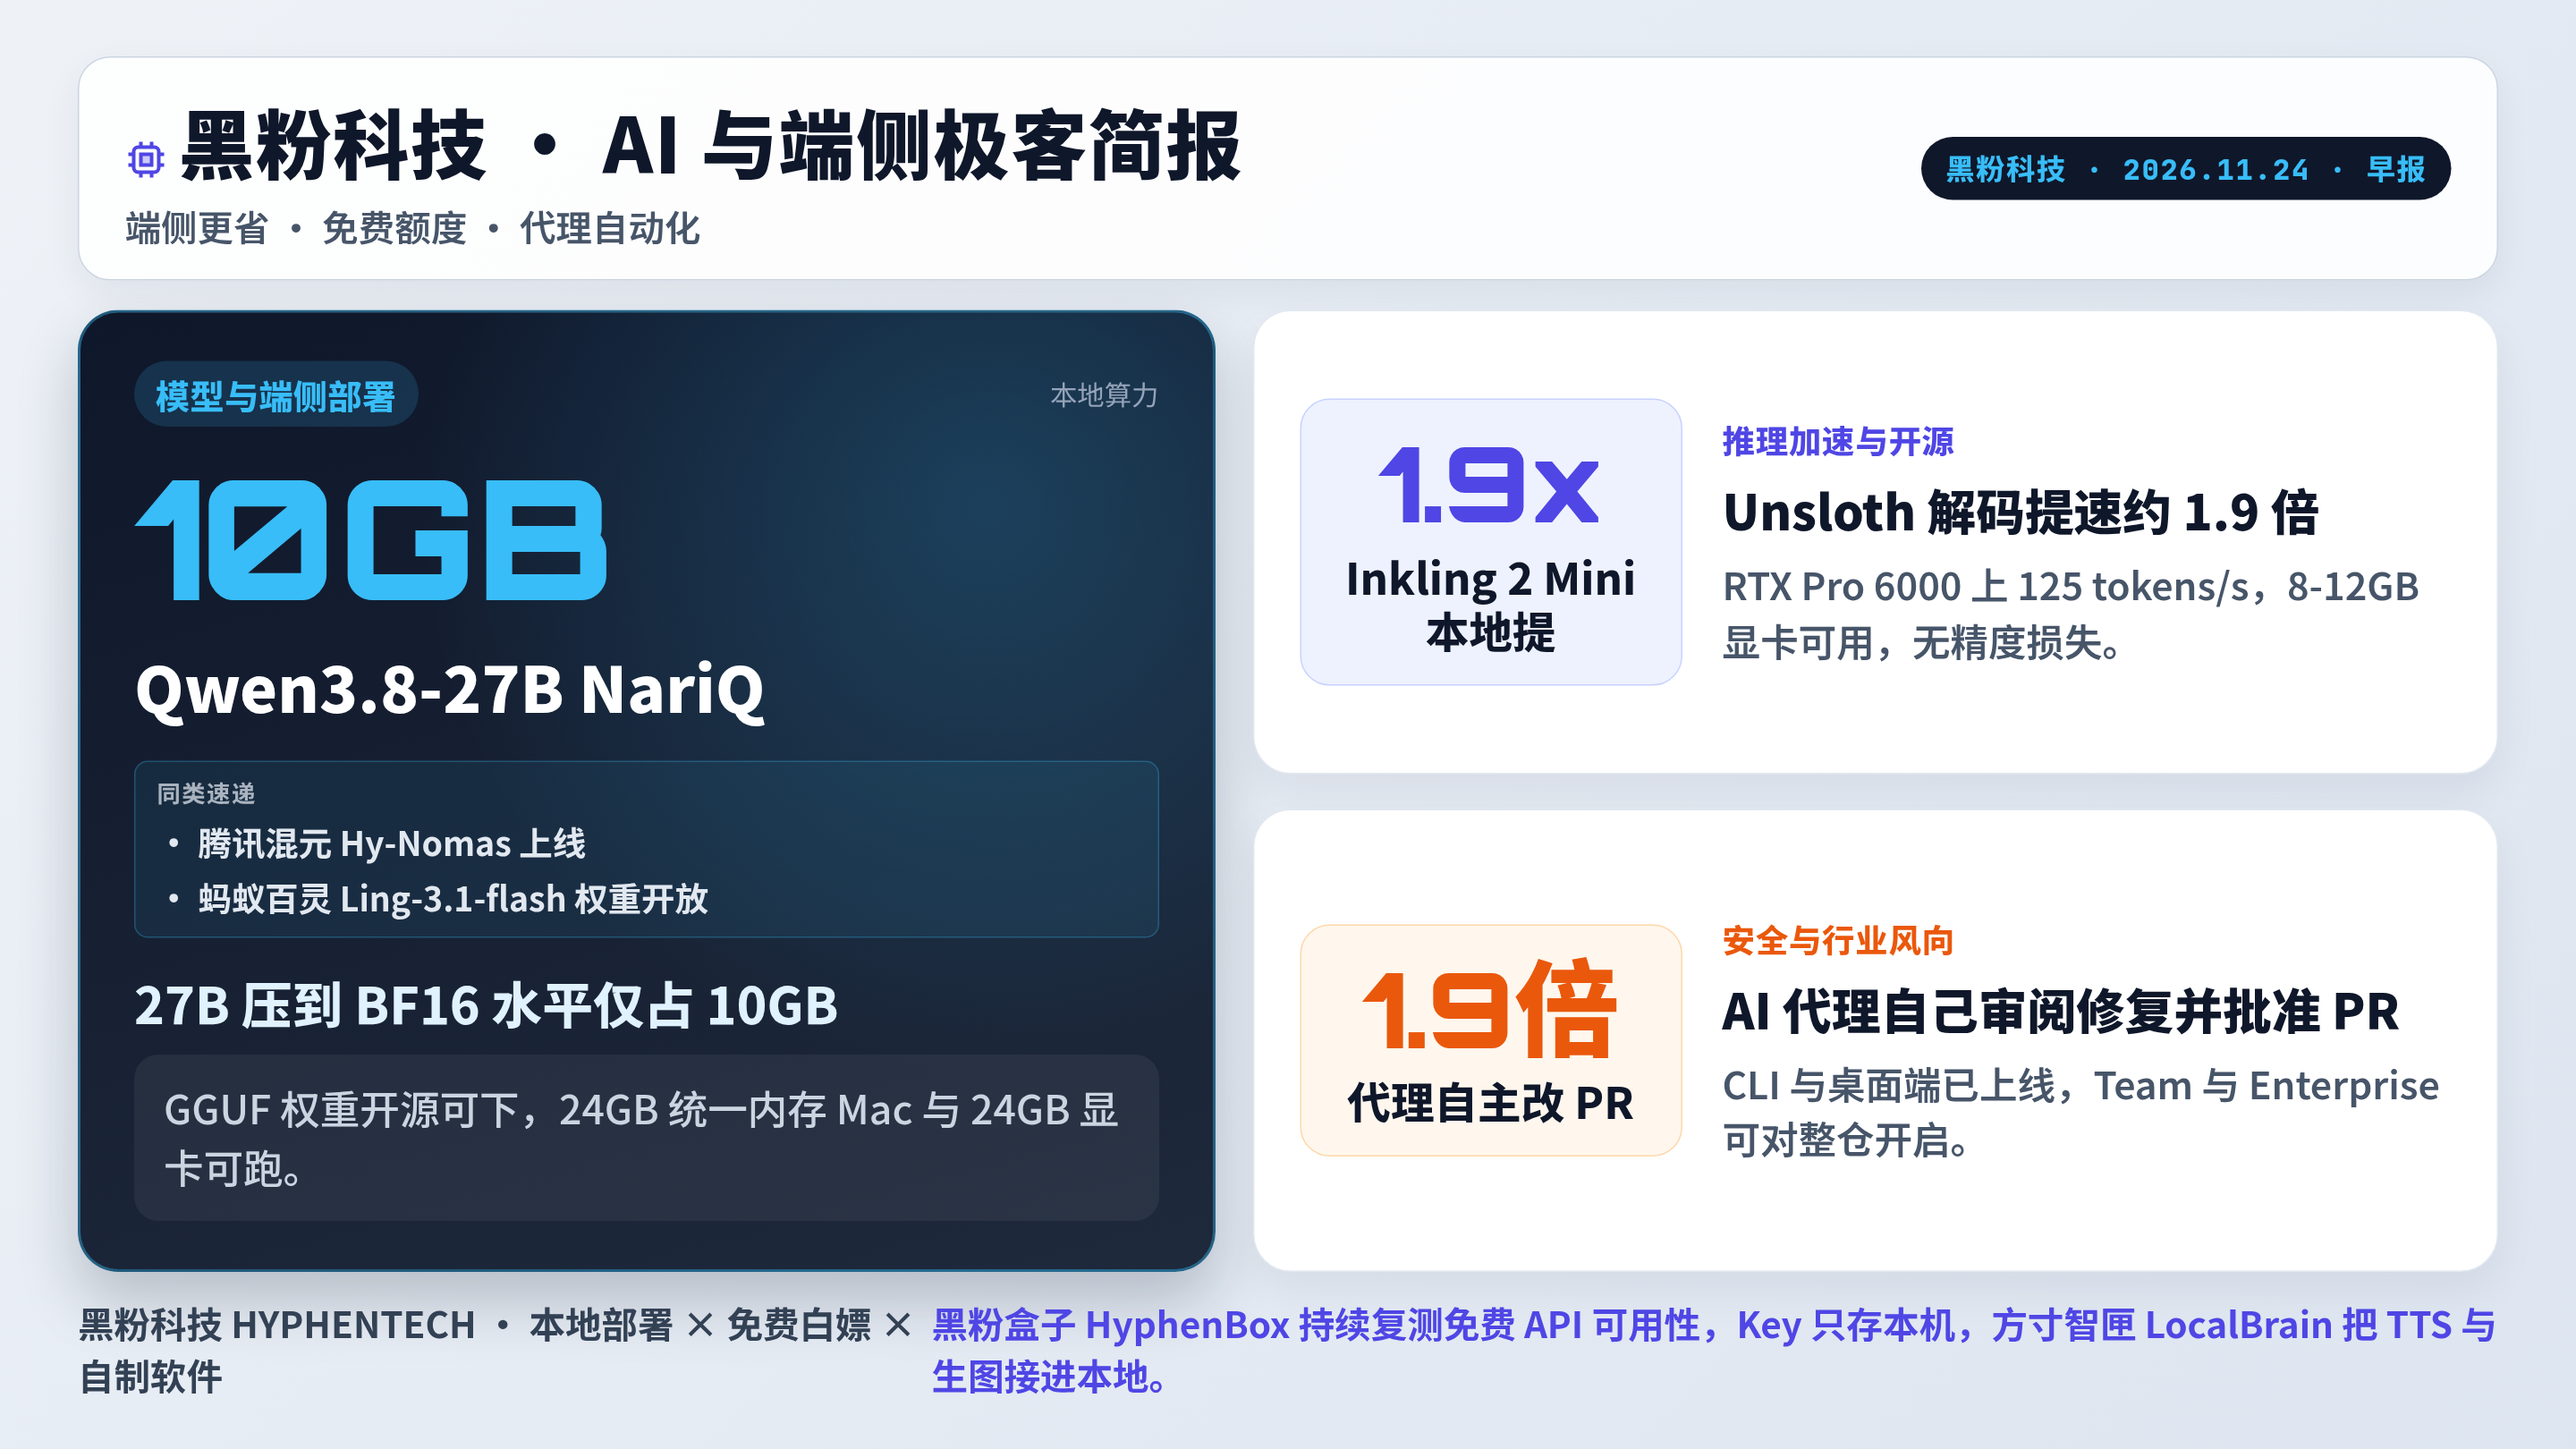 黑粉科技 · AI 与端侧极客简报
端侧更省 · 免费额度 · 代理自动化
黑粉科技 · 2026.11.24 · 早报
模型与端侧部署
本地算力
10GB
Qwen3.8-27B NariQ
同类速递
· 腾讯混元 Hy-Nomas 上线
· 蚂蚁百灵 Ling-3.1-flash 权重开放
27B 压到 BF16 水平仅占 10GB
GGUF 权重开源可下，24GB 统一内存 Mac 与 24GB 显
卡可跑。
1.9x
Inkling 2 Mini
本地提
推理加速与开源
Unsloth 解码提速约 1.9 倍
RTX Pro 6000 上 125 tokens/s，8-12GB
显卡可用，无精度损失。
1.9倍
代理自主改 PR
安全与行业风向
AI 代理自己审阅修复并批准 PR
CLI 与桌面端已上线，Team 与 Enterprise
可对整仓开启。
黑粉科技 HYPHENTECH · 本地部署 × 免费白嫖 ×
自制软件
黑粉盒子 HyphenBox 持续复测免费 API 可用性，Key 只存本机，方寸智匣 LocalBrain 把 TTS 与
生图接进本地。